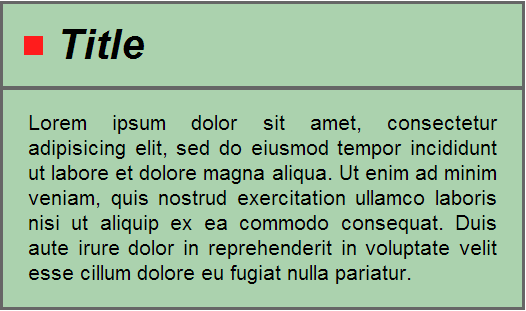 Title
Lorem ipsum dolor sit amet, consectetur
adipisicing elit, sed do eiusmod tempor incididunt
ut labore et dolore magna aliqua. Ut enim ad minim
veniam, quis nostrud exercitation ullamco laboris
nisi ut aliquip ex ea commodo consequat. Duis
aute irure dolor in reprehenderit in voluptate velit
esse cillum dolore eu fugiat nulla pariatur.